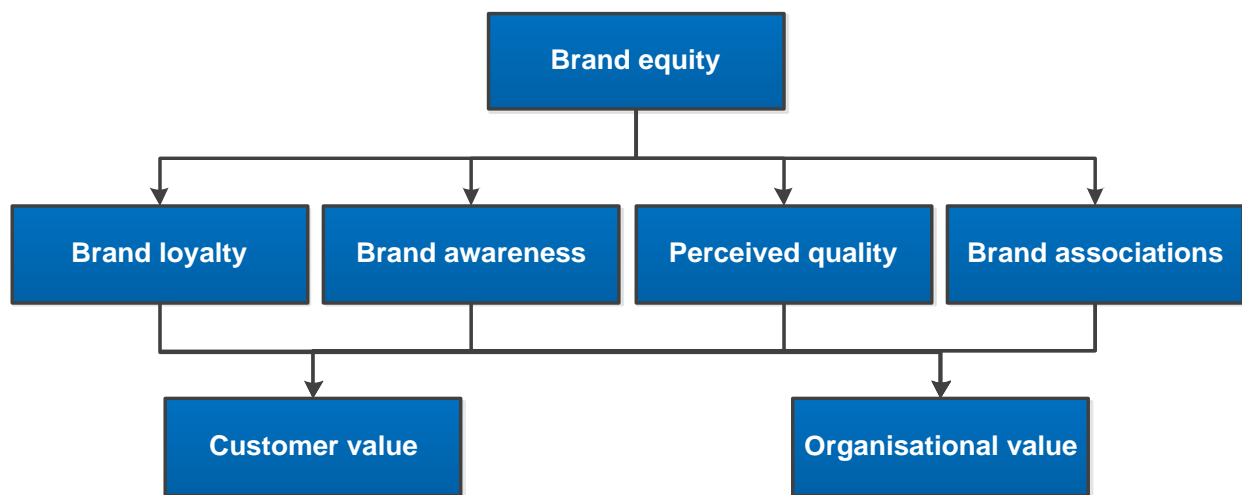 Brand equity
Brand loyalty
Brand awareness
Perceived quality
Brand associations
Customer value
Organisational value